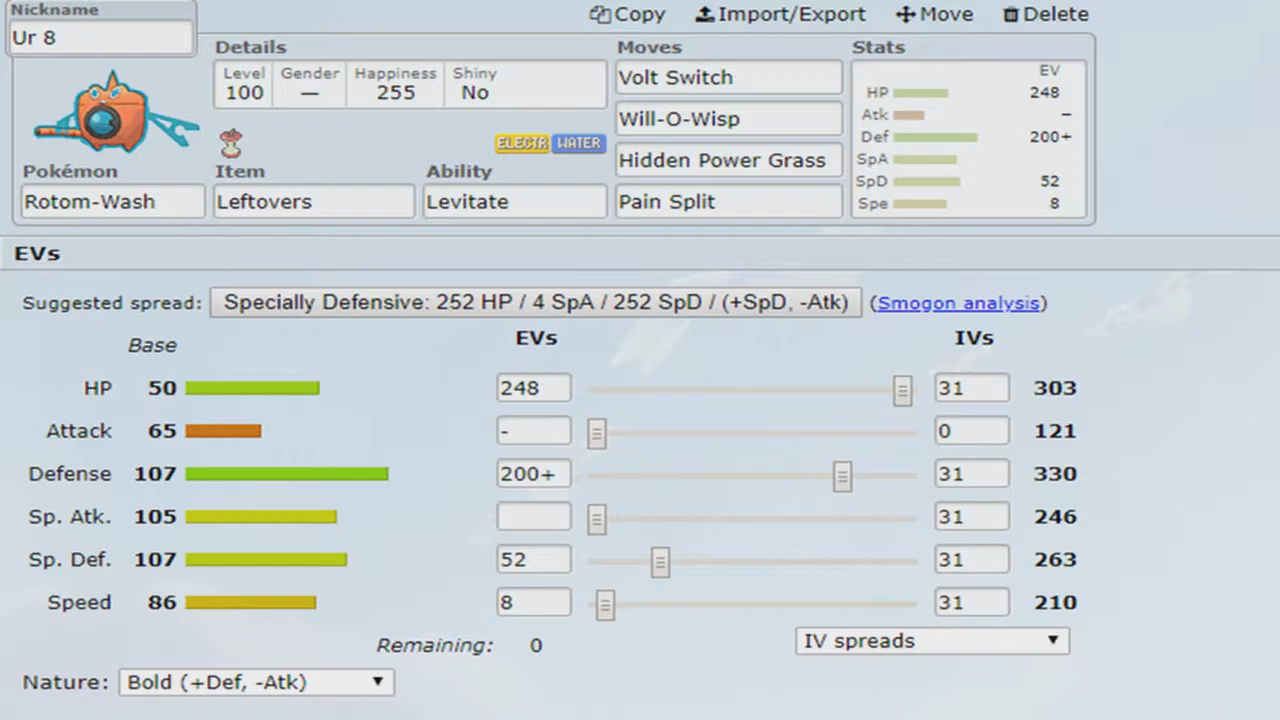 Nickname
Ur 8
Copy Import/Export Move Delete
Details
Level Gender Happiness Shiny
100 — 255 No
ELECTR WATER
Pokémon Item Ability
Rotom-Wash Leftovers Levitate
Moves
Volt Switch
Will-O-Wisp
Hidden Power Grass
Pain Split
Stats
EV
HP 248
Atk –
Def 200+
SpA
SpD 52
Spe 8
EVs
Suggested spread: Specially Defensive: 252 HP / 4 SpA / 252 SpD / (+SpD, -Atk) (Smogon analysis)
Base EVs IVs
HP 50 248 31 303
Attack 65 - 0 121
Defense 107 200+ 31 330
Sp. Atk. 105 31 246
Sp. Def. 107 52 31 263
Speed 86 8 31 210
Remaining: 0 IV spreads
Nature: Bold (+Def, -Atk)